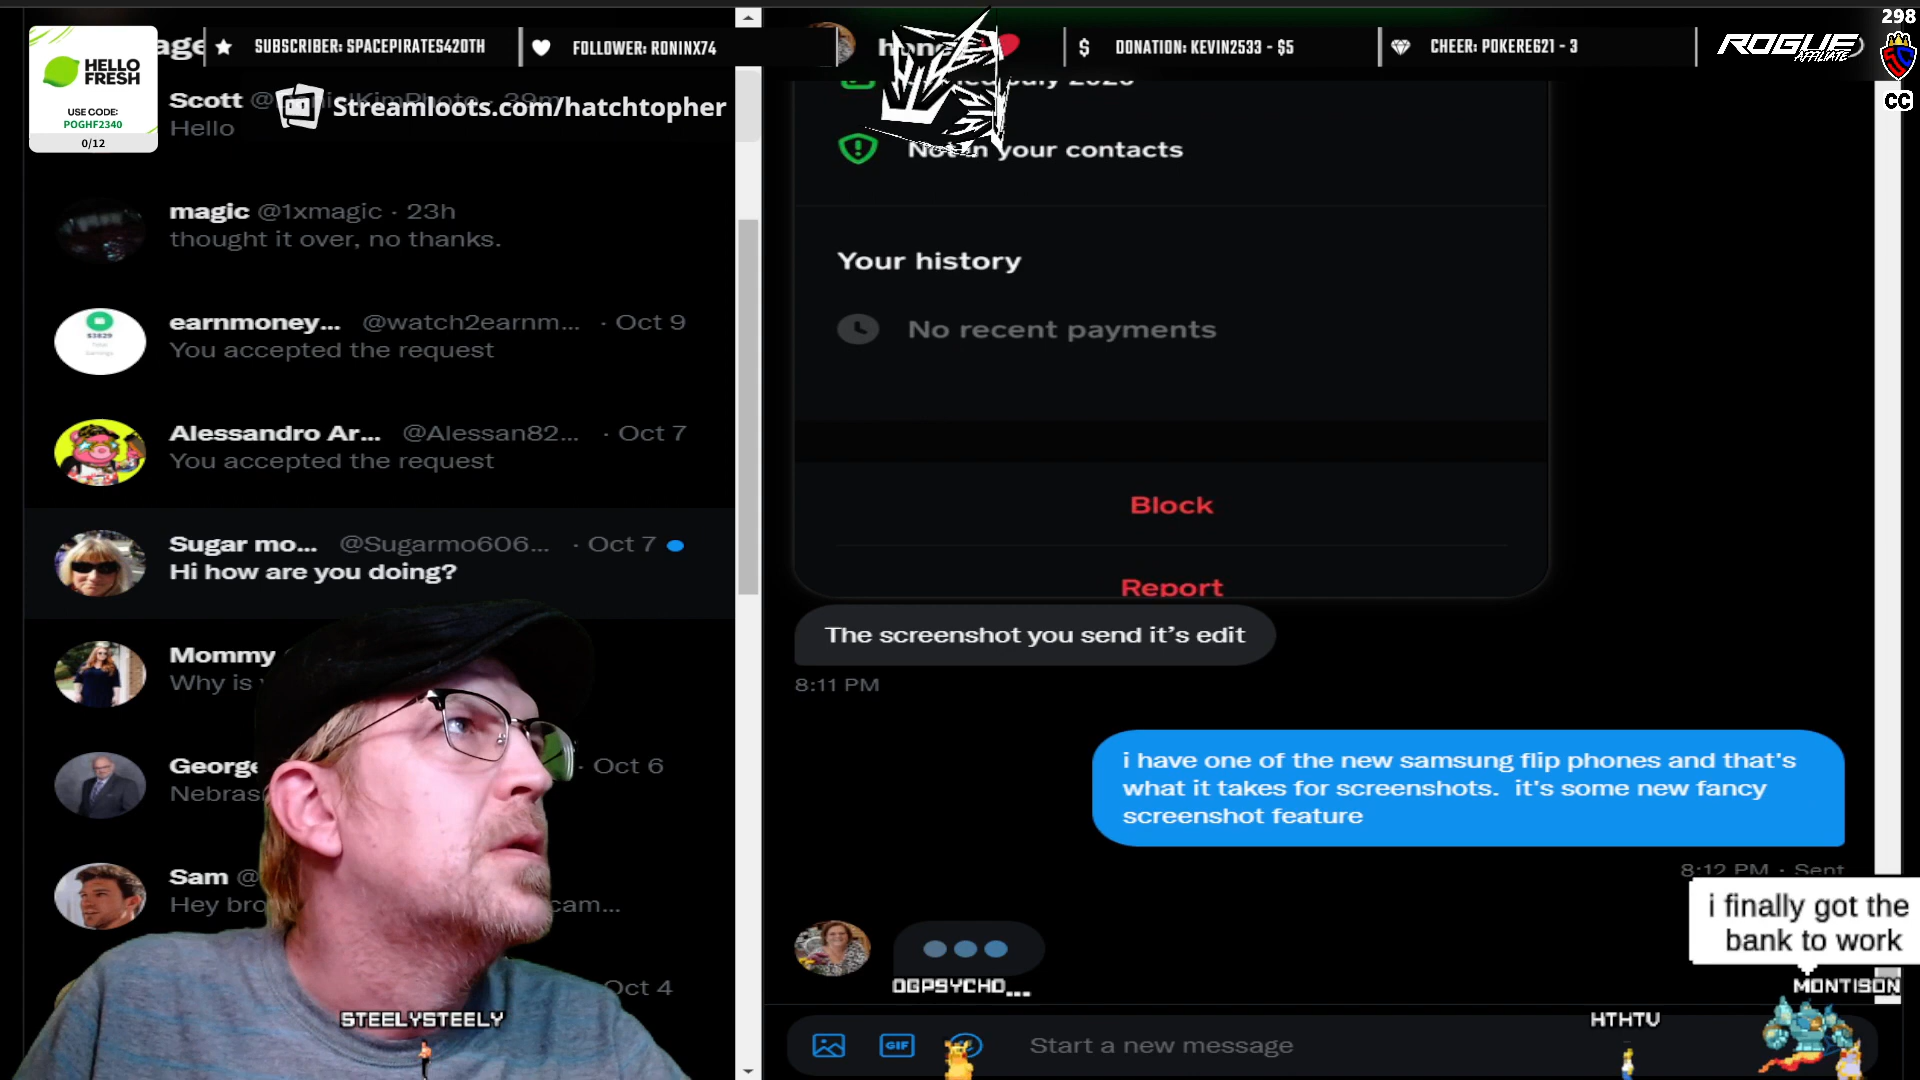 HELLO
FRESH
USE CODE:
POGHF2340
0/12
SUBSCRIBER: SPACEPIRATES420TH
FOLLOWER: RONINX74
DONATION: KEVIN2533 - $5
CHEER: POKERE621 - 3
ROGUE
AFFILIATE
298
CC
Streamloots.com/hatchtopher
Scott
Hello
magic @1xmagic · 23h
thought it over, no thanks.
earnmoney... @watch2earnm... · Oct 9
You accepted the request
Alessandro Ar... @Alessan82... · Oct 7
You accepted the request
Sugar mo... @Sugarmo606... · Oct 7
Hi how are you doing?
Mommy
Why is
George
· Oct 6
Sam @
Hey bro
cam...
Oct 4
STEELYSTEELY
your contacts
Your history
No recent payments
Block
Report
The screenshot you send it's edit
8:11 PM
i have one of the new samsung flip phones and that's
what it takes for screenshots. it's some new fancy
screenshot feature
8:12 PM · Sent
i finally got the
bank to work
OGPSYCHO...
MONTISON
HTHTV
GIF
Start a new message